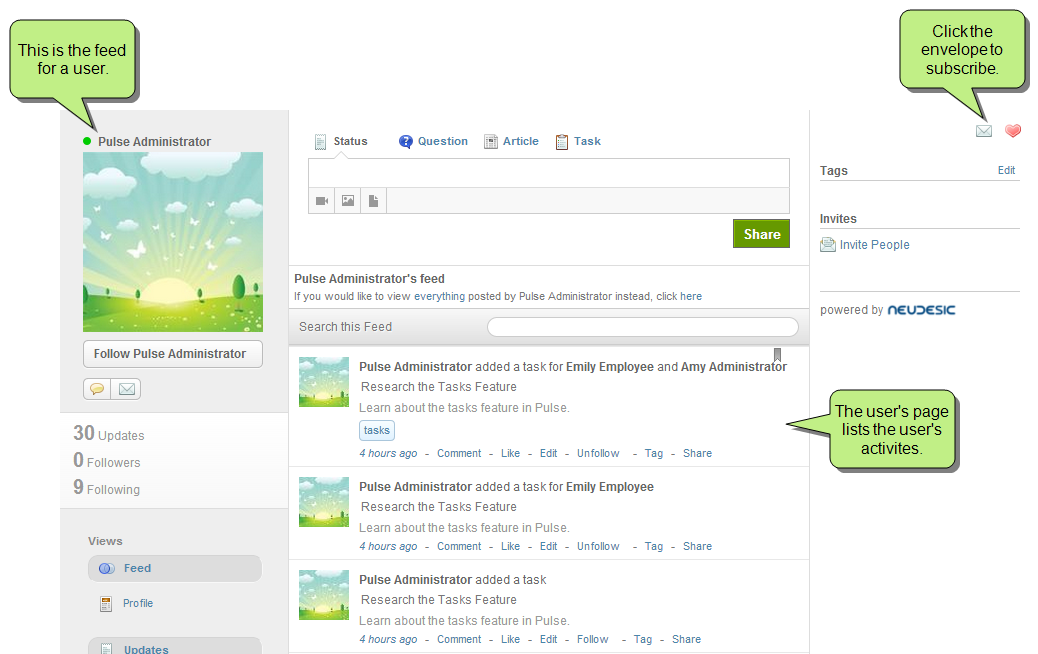 This is the feed
for a user.
Click the
envelope to
subscribe.
Pulse Administrator
Follow Pulse Administrator
30 Updates
0 Followers
9 Following
Views
Feed
Profile
Updates
Status Question Article Task
Share
Pulse Administrator's feed
If you would like to view everything posted by Pulse Administrator instead, click here
Search this Feed
Pulse Administrator added a task for Emily Employee and Amy Administrator
Research the Tasks Feature
Learn about the tasks feature in Pulse.
tasks
4 hours ago - Comment - Like - Edit - Unfollow - Tag - Share
Pulse Administrator added a task for Emily Employee
Research the Tasks Feature
Learn about the tasks feature in Pulse.
4 hours ago - Comment - Like - Edit - Unfollow - Tag - Share
Pulse Administrator added a task
Research the Tasks Feature
Learn about the tasks feature in Pulse.
4 hours ago - Comment - Like - Edit - Follow - Tag - Share
Tags Edit
Invites
Invite People
powered by NEUDESIC
The user's page
lists the user's
activites.